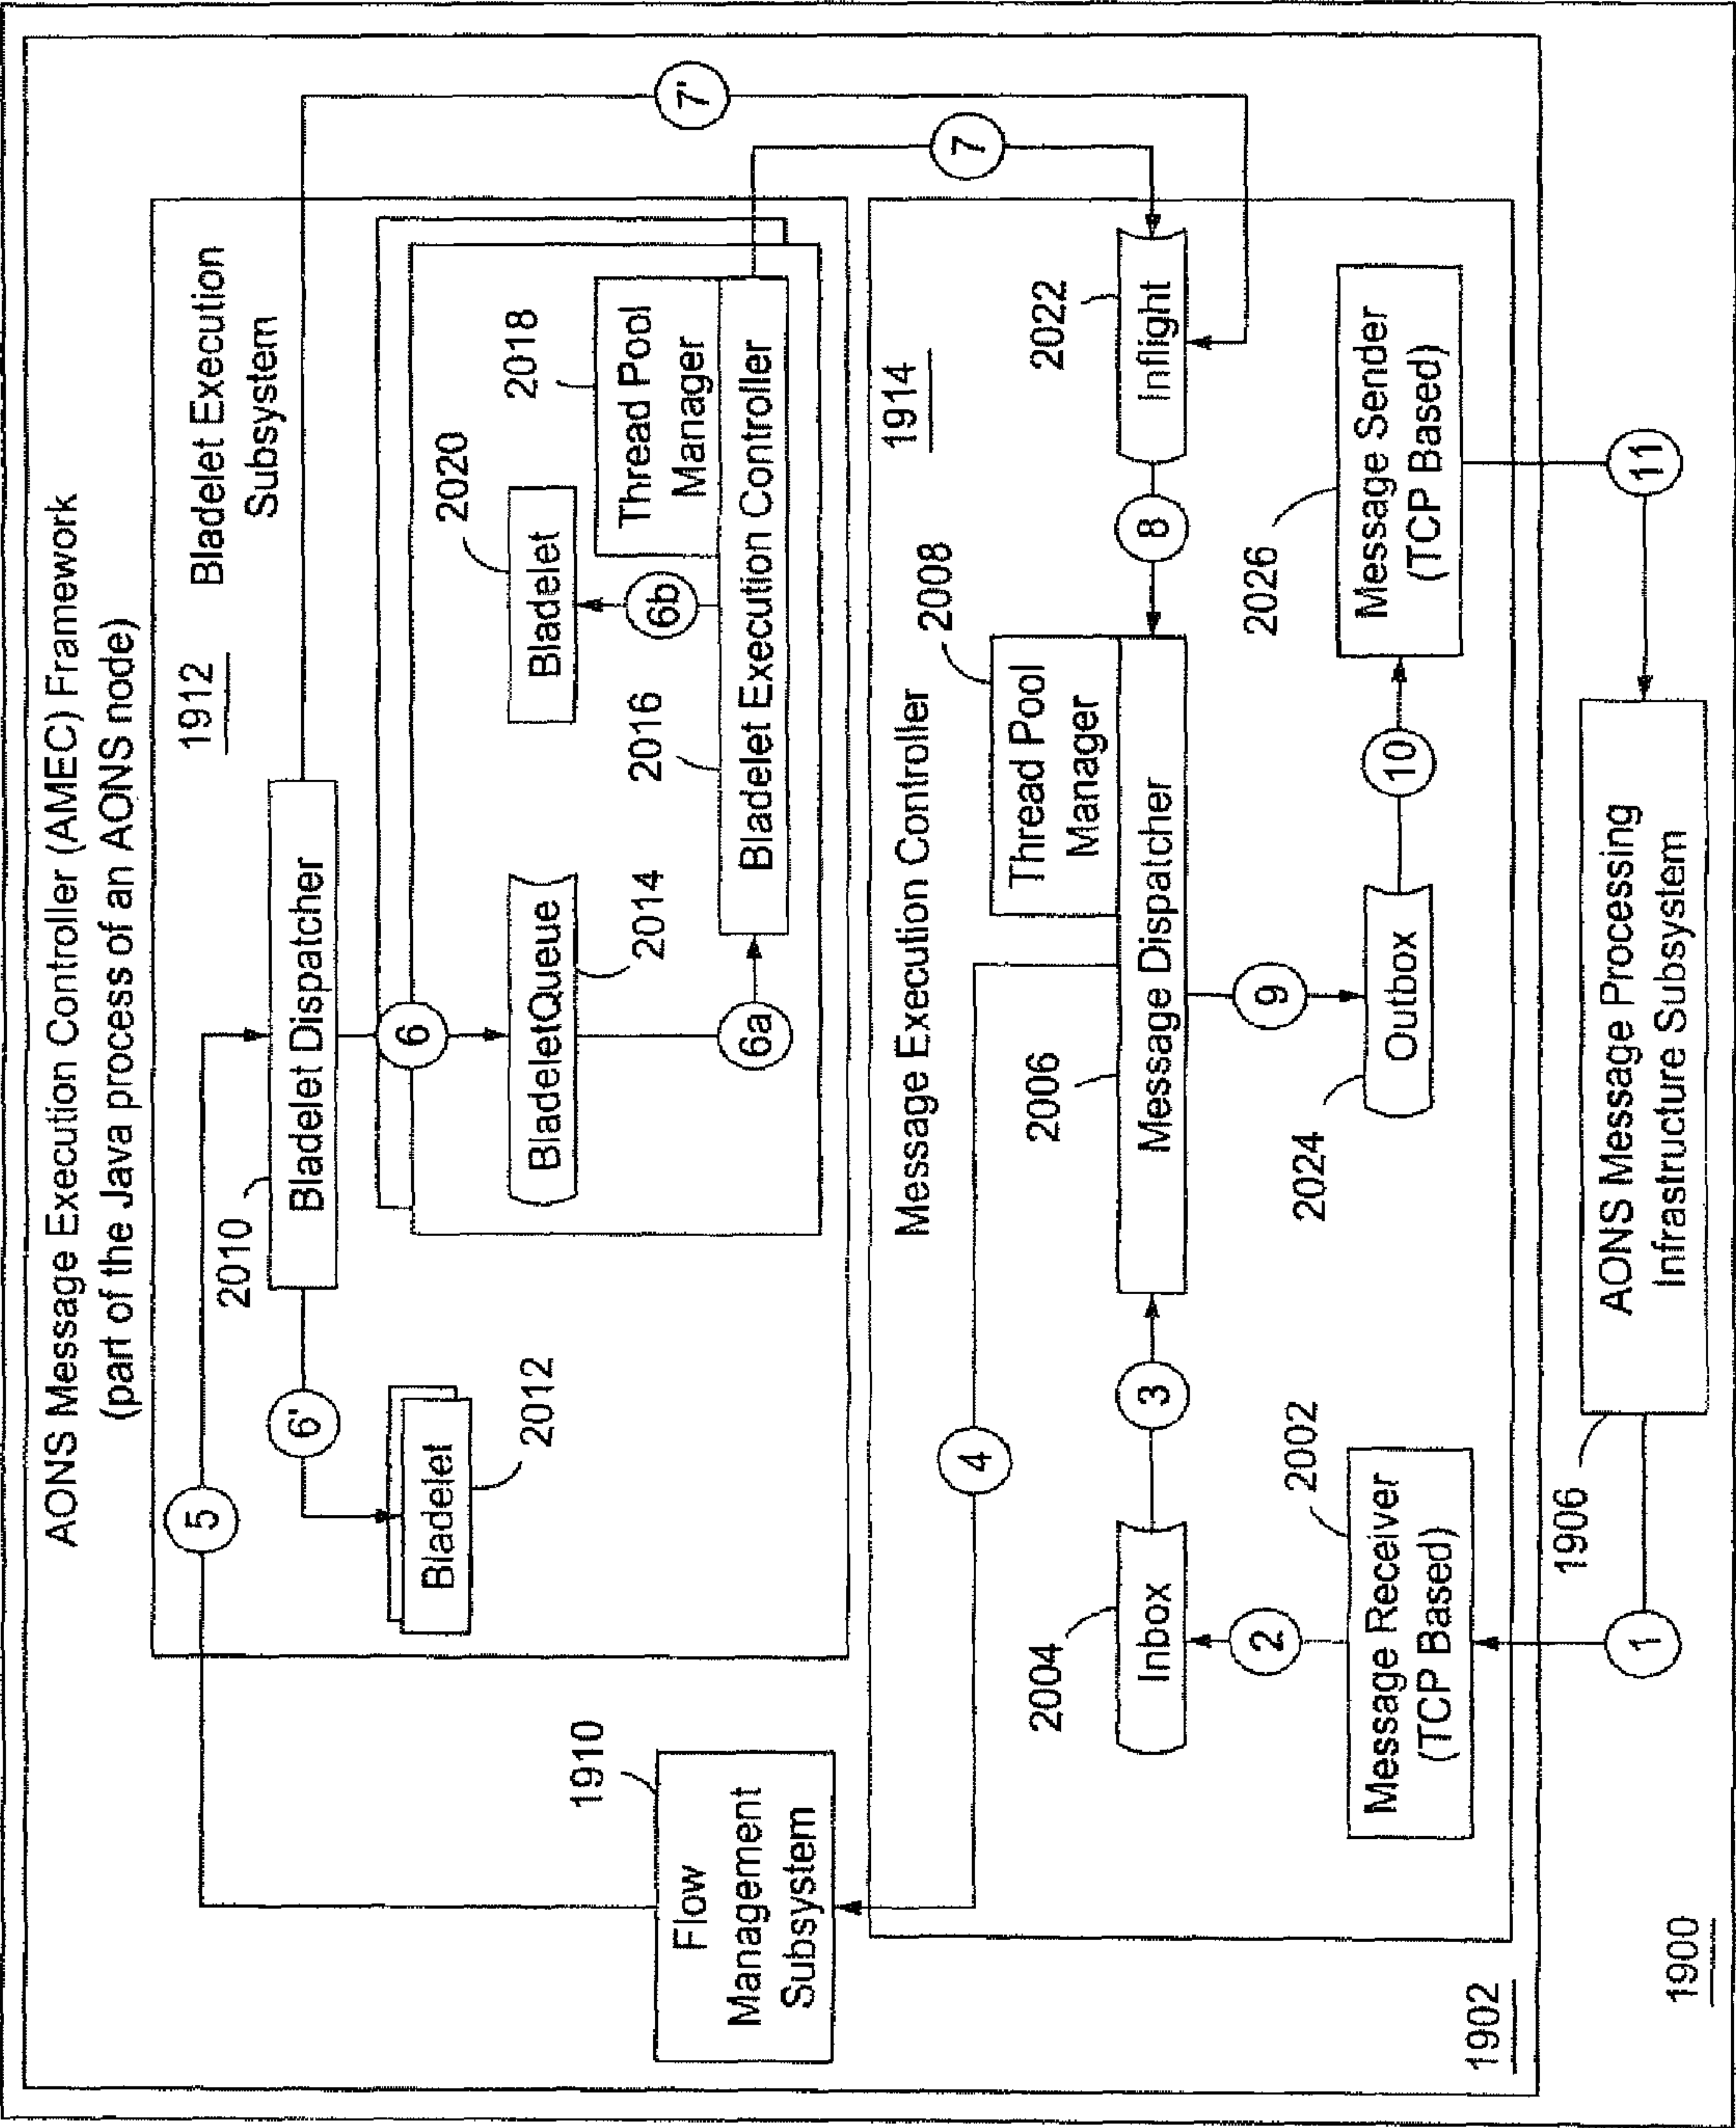 AONS Message Execution Controller (AMEC) Framework
(part of the Java process of an AONS node)
1912
Bladelet Execution
Subsystem
5
2010
Bladelet Dispatcher
7'
6'
6
Bladelet
2012
BladeletQueue
2014
6a
2020
Bladelet
6b
2018
Thread Pool
Manager
2016
Bladelet Execution Controller
7
1910
Flow
Management
Subsystem
Message Execution Controller
1914
4
2004
Inbox
3
2006
Message Dispatcher
2008
Thread Pool
Manager
8
2022
Inflight
2
9
2002
Message Receiver
(TCP Based)
2024
Outbox
10
2026
Message Sender
(TCP Based)
1902
1
1906
AONS Message Processing
Infrastructure Subsystem
11
1900